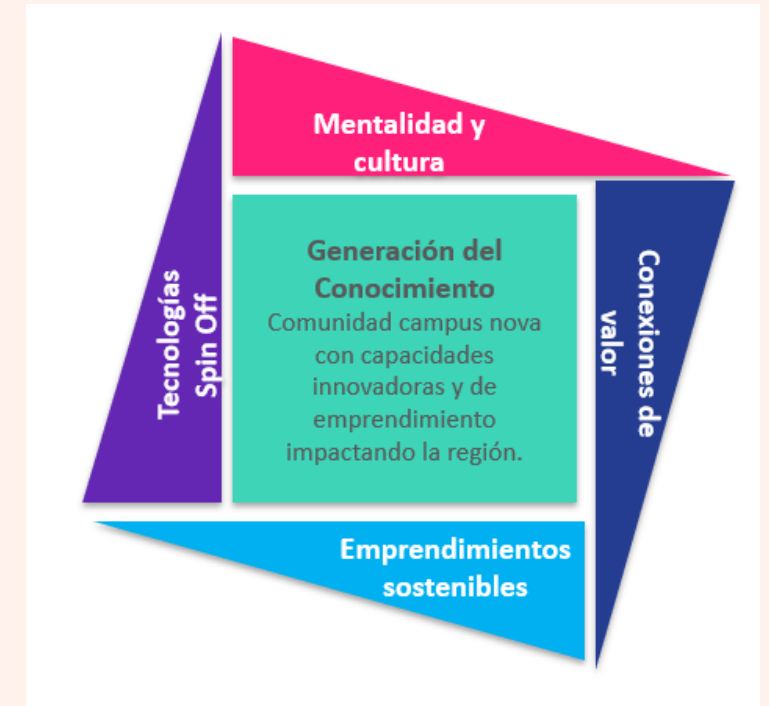 Mentalidad y
cultura
Generación del
Conocimiento
Comunidad campus nova
con capacidades
innovadoras y de
emprendimiento
impactando la región.
Tecnologías
Spin Off
Conexiones de
valor
Emprendimientos
sostenibles